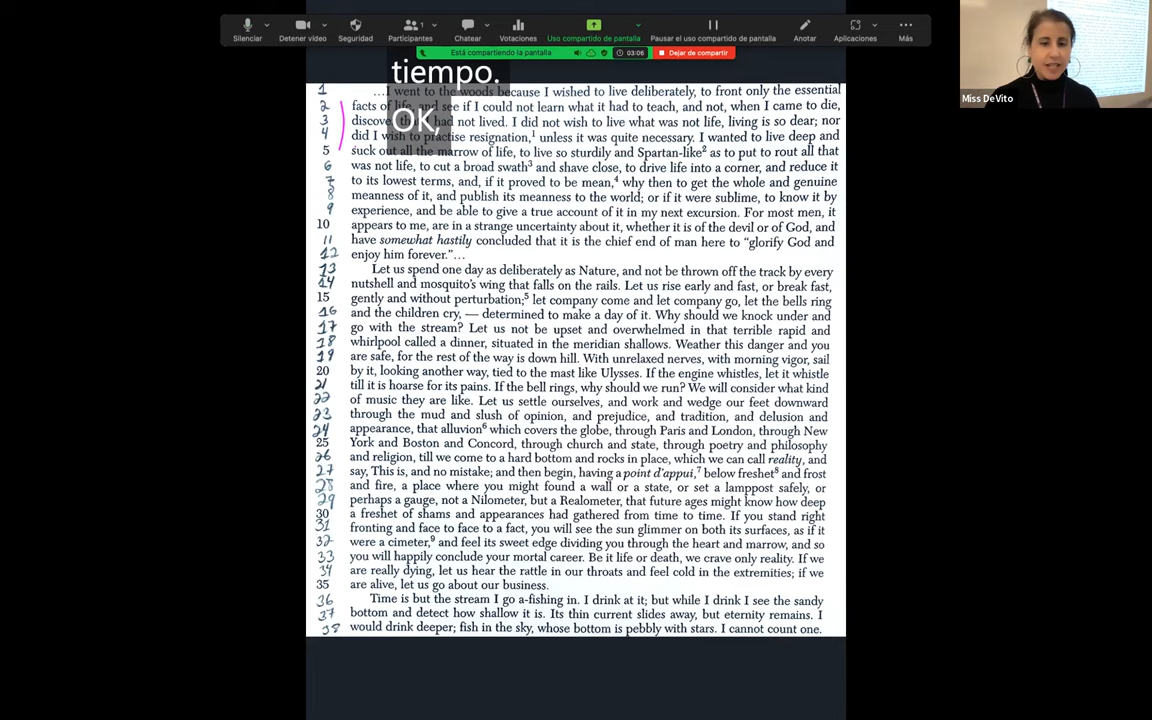 Silenciar
Detener video
Seguridad
Participantes
1
Chatear
Votaciones
Uso compartido de pantalla
Pausar el uso compartido de pantalla
Anotar
Aplicaciones
Más
Está compartiendo la pantalla
03:06
Dejar de compartir
Miss DeVito
tiempo.
OK,
1 …I went to the woods because I wished to live deliberately, to front only the essential
2 facts of life, and see if I could not learn what it had to teach, and not, when I came to die,
3 discove had not lived. I did not wish to live what was not life, living is so dear; nor
4 did I wish to practise resignation,¹ unless it was quite necessary. I wanted to live deep and
5 suck out all the marrow of life, to live so sturdily and Spartan-like² as to put to rout all that
6 was not life, to cut a broad swath³ and shave close, to drive life into a corner, and reduce it
7 to its lowest terms, and, if it proved to be mean,⁴ why then to get the whole and genuine
8 meanness of it, and publish its meanness to the world; or if it were sublime, to know it by
9 experience, and be able to give a true account of it in my next excursion. For most men, it
10 appears to me, are in a strange uncertainty about it, whether it is of the devil or of God, and
11 have somewhat hastily concluded that it is the chief end of man here to “glorify God and
12 enjoy him forever.”…
13 Let us spend one day as deliberately as Nature, and not be thrown off the track by every
14 nutshell and mosquito's wing that falls on the rails. Let us rise early and fast, or break fast,
15 gently and without perturbation;⁵ let company come and let company go, let the bells ring
16 and the children cry, — determined to make a day of it. Why should we knock under and
17 go with the stream? Let us not be upset and overwhelmed in that terrible rapid and
18 whirlpool called a dinner, situated in the meridian shallows. Weather this danger and you
19 are safe, for the rest of the way is down hill. With unrelaxed nerves, with morning vigor, sail
20 by it, looking another way, tied to the mast like Ulysses. If the engine whistles, let it whistle
21 till it is hoarse for its pains. If the bell rings, why should we run? We will consider what kind
22 of music they are like. Let us settle ourselves, and work and wedge our feet downward
23 through the mud and slush of opinion, and prejudice, and tradition, and delusion and
24 appearance, that alluvion⁶ which covers the globe, through Paris and London, through New
25 York and Boston and Concord, through church and state, through poetry and philosophy
26 and religion, till we come to a hard bottom and rocks in place, which we can call reality, and
27 say, This is, and no mistake; and then begin, having a point d'appui,⁷ below freshet⁸ and frost
28 and fire, a place where you might found a wall or a state, or set a lamppost safely, or
29 perhaps a gauge, not a Nilometer, but a Realometer, that future ages might know how deep
30 a freshet of shams and appearances had gathered from time to time. If you stand right
31 fronting and face to face to a fact, you will see the sun glimmer on both its surfaces, as if it
32 were a cimeter,⁹ and feel its sweet edge dividing you through the heart and marrow, and so
33 you will happily conclude your mortal career. Be it life or death, we crave only reality. If we
34 are really dying, let us hear the rattle in our throats and feel cold in the extremities; if we
35 are alive, let us go about our business.
36 Time is but the stream I go a-fishing in. I drink at it; but while I drink I see the sandy
37 bottom and detect how shallow it is. Its thin current slides away, but eternity remains. I
38 would drink deeper; fish in the sky, whose bottom is pebbly with stars. I cannot count one.